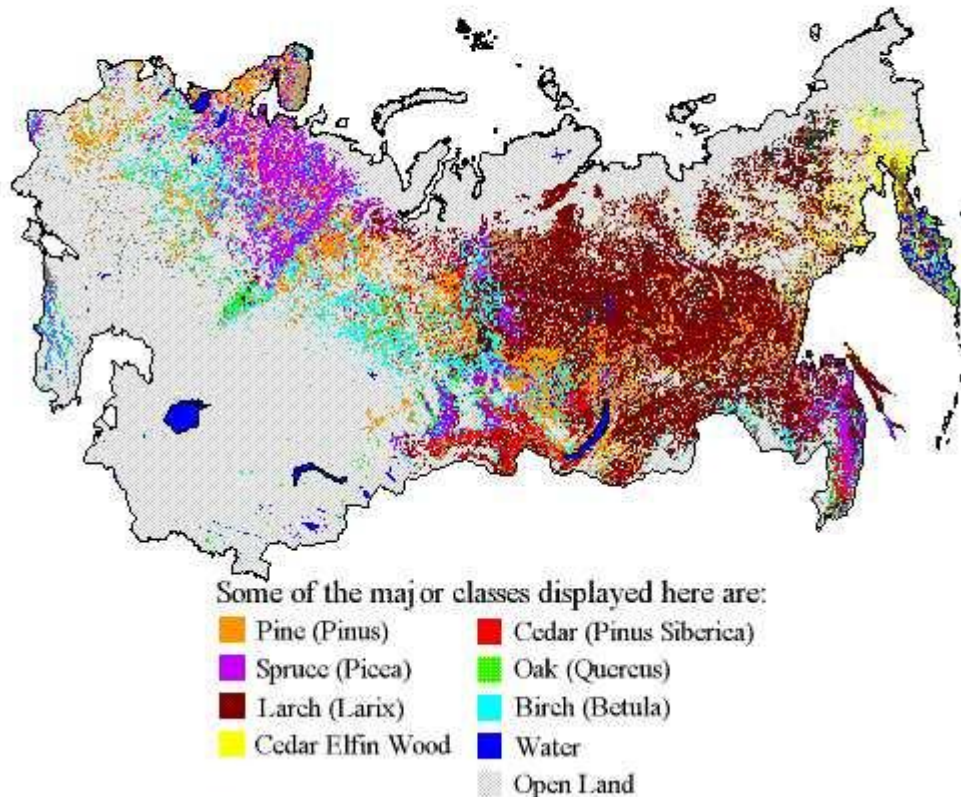 Some of the major classes displayed here are:
Pine (Pinus)
Spruce (Picea)
Larch (Larix)
Cedar Elfin Wood
Cedar (Pinus Siberica)
Oak (Quercus)
Birch (Betula)
Water
Open Land